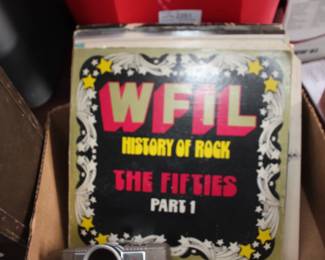 WFIL
HISTORY OF ROCK
THE FIFTIES
PART 1